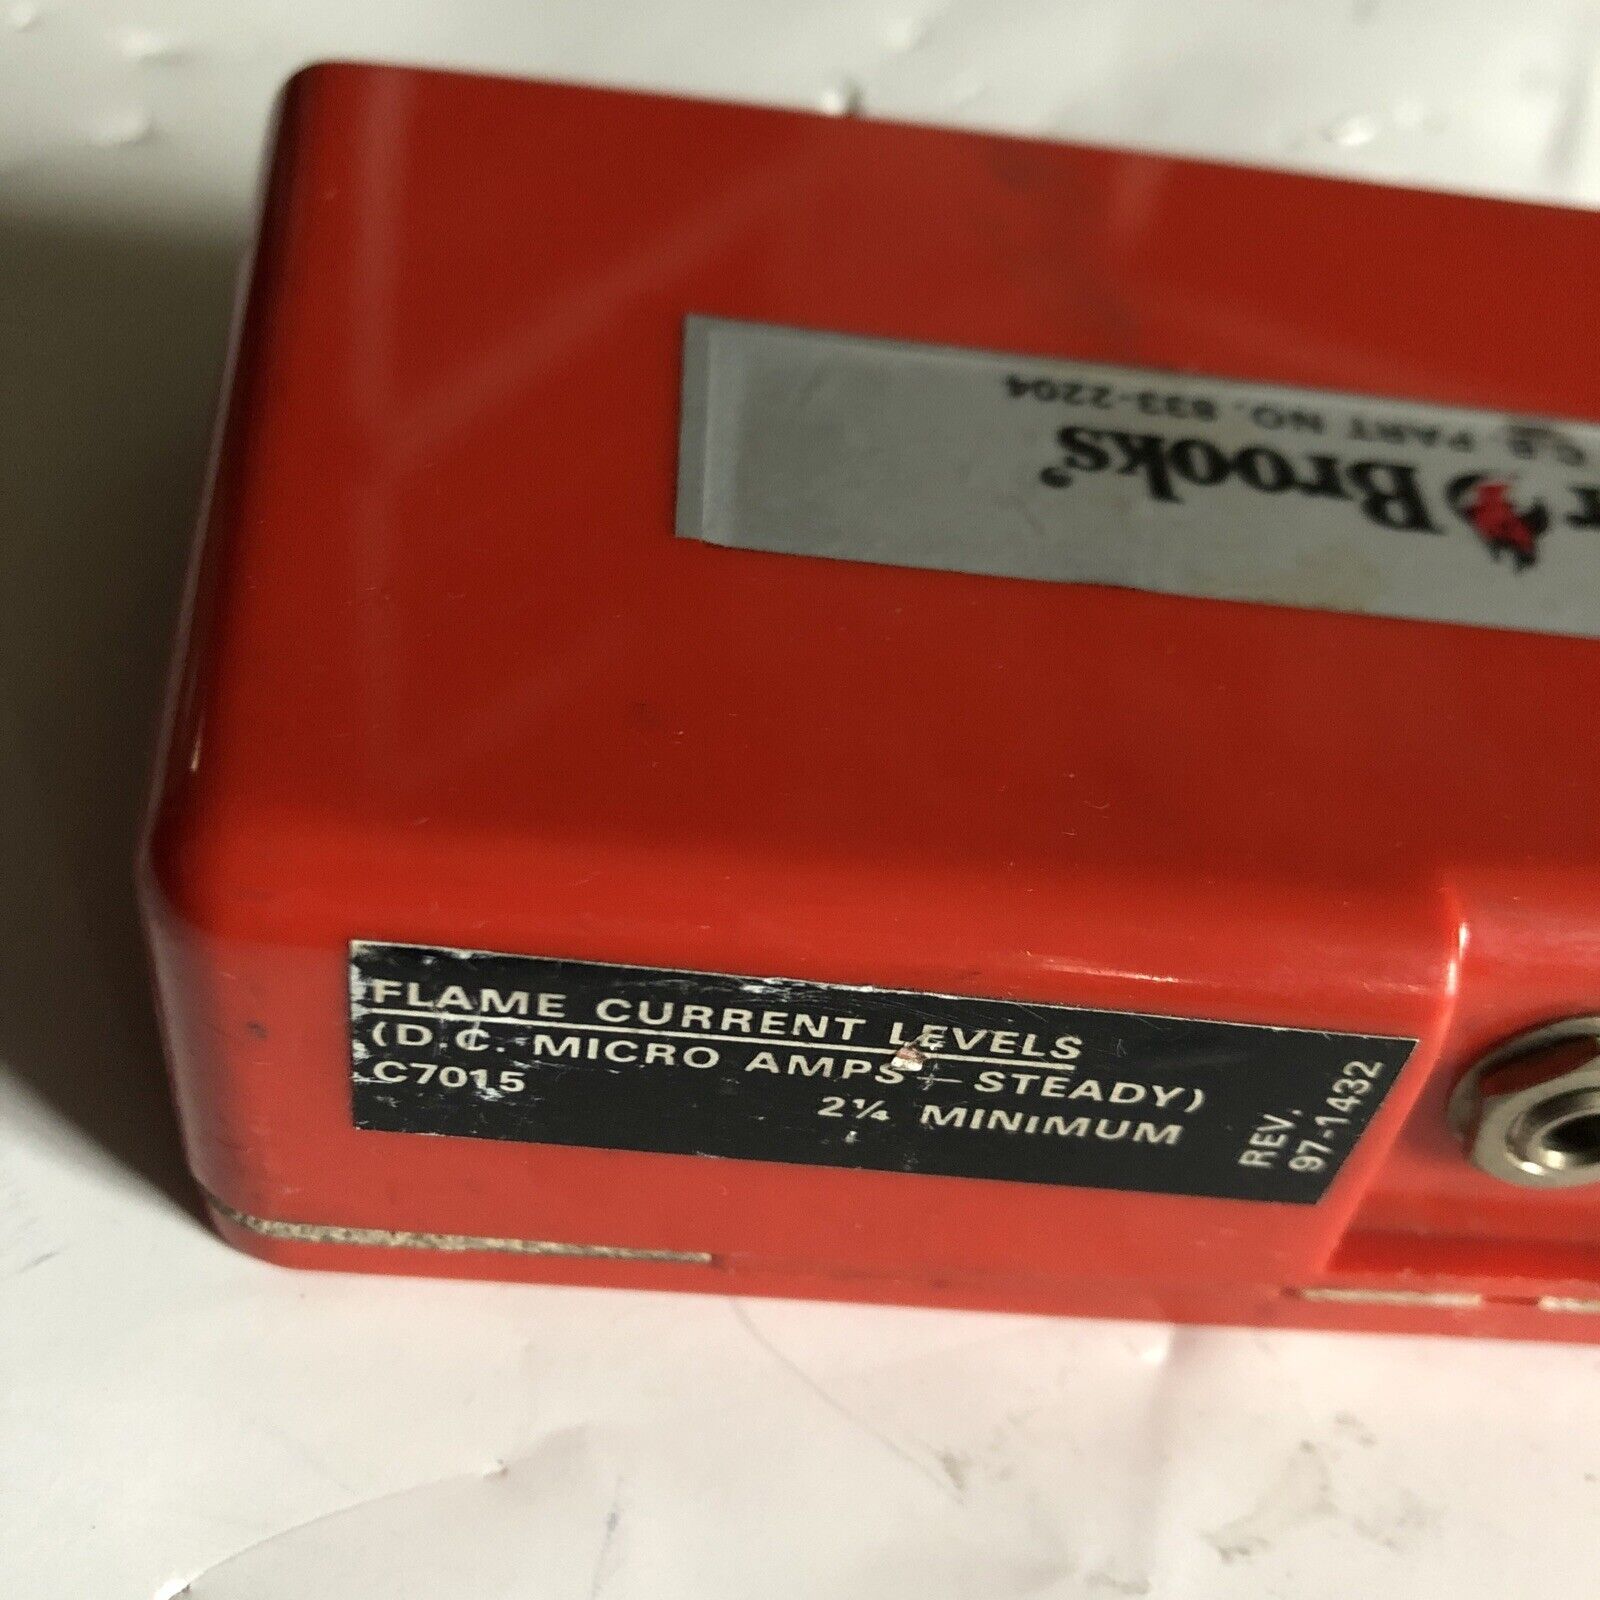 r Brooks
C.B. PART NO. 833-2204
FLAME CURRENT LEVELS
(D.C. MICRO AMPS — STEADY)
C7015
2¼ MINIMUM
REV.
97-1432